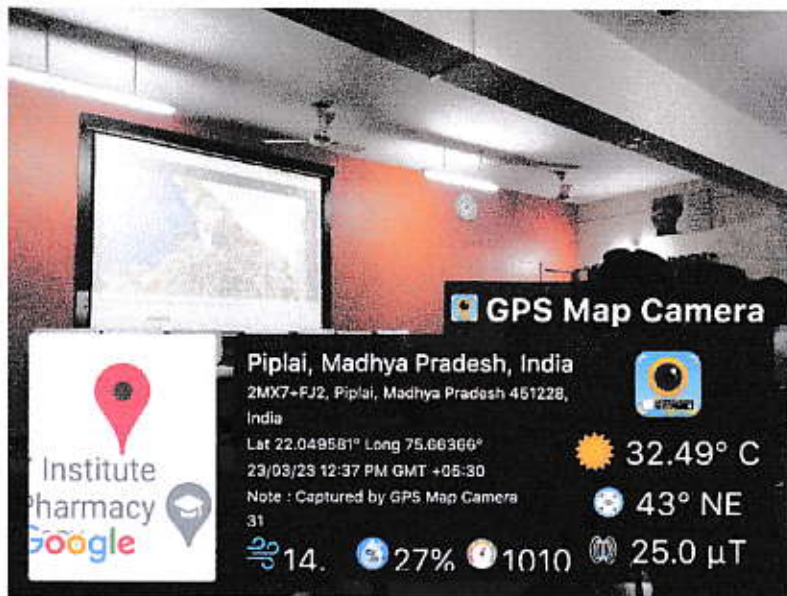 GPS Map Camera
Piplai, Madhya Pradesh, India
2MX7+FJ2, Piplai, Madhya Pradesh 451228,
India
Lat 22.049581° Long 75.66366°
23/03/23 12:37 PM GMT +05:30
Note : Captured by GPS Map Camera
31
Institute
Pharmacy
Google
32.49° C
43° NE
14.
27%
1010
25.0 µT